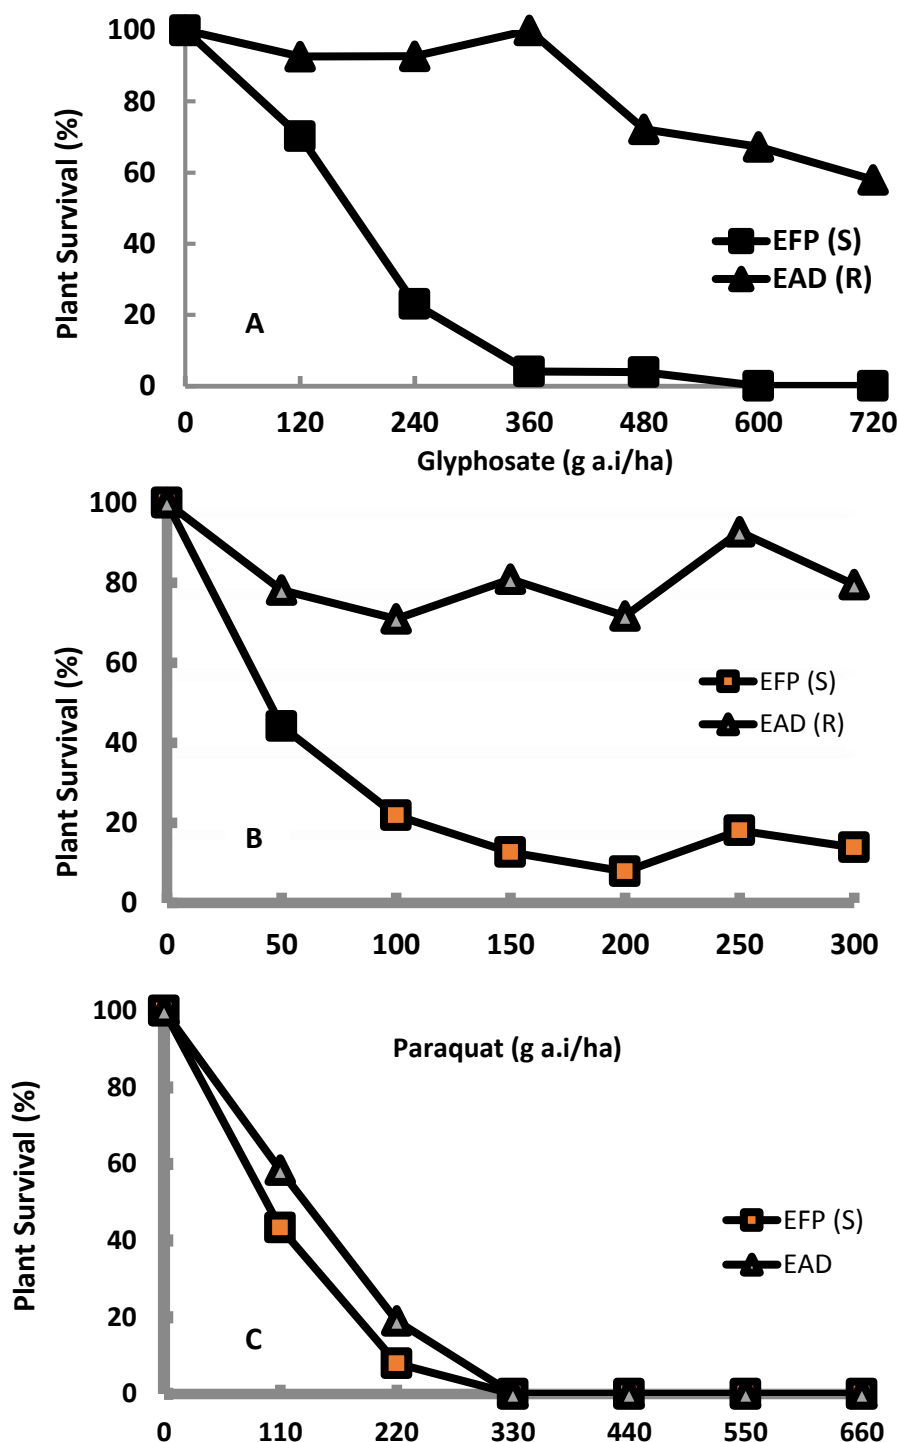 100
80
60
40
20
0
Plant Survival (%)
EFP (S)
EAD (R)
A
0 120 240 360 480 600 720
Glyphosate (g a.i/ha)
100
80
60
40
20
0
Plant Survival (%)
EFP (S)
EAD (R)
B
0 50 100 150 200 250 300
Paraquat (g a.i/ha)
100
80
60
40
20
0
Plant Survival (%)
EFP (S)
EAD
C
0 110 220 330 440 550 660